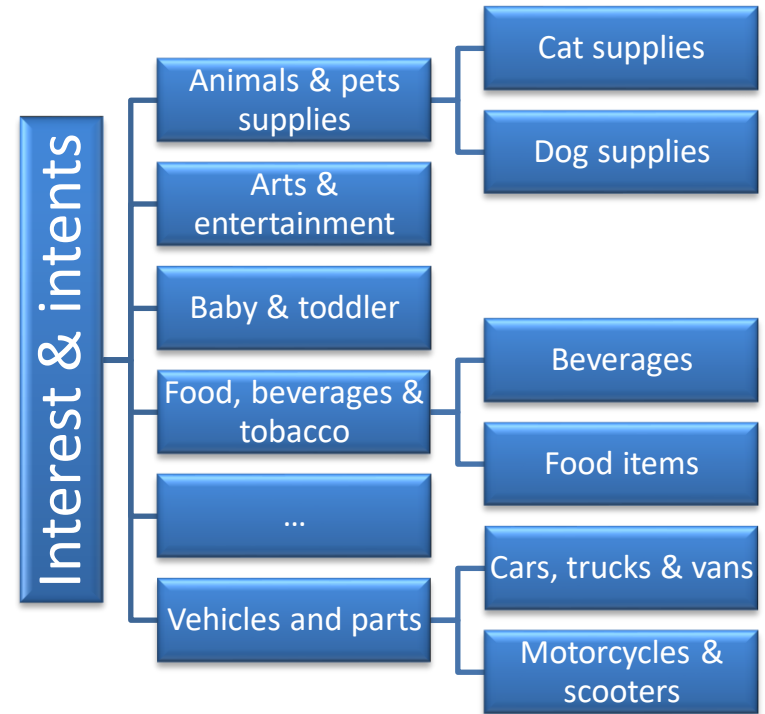 Interest & intents
Animals & pets
supplies
Cat supplies
Dog supplies
Arts &
entertainment
Baby & toddler
Food, beverages &
tobacco
Beverages
Food items
...
Vehicles and parts
Cars, trucks & vans
Motorcycles &
scooters